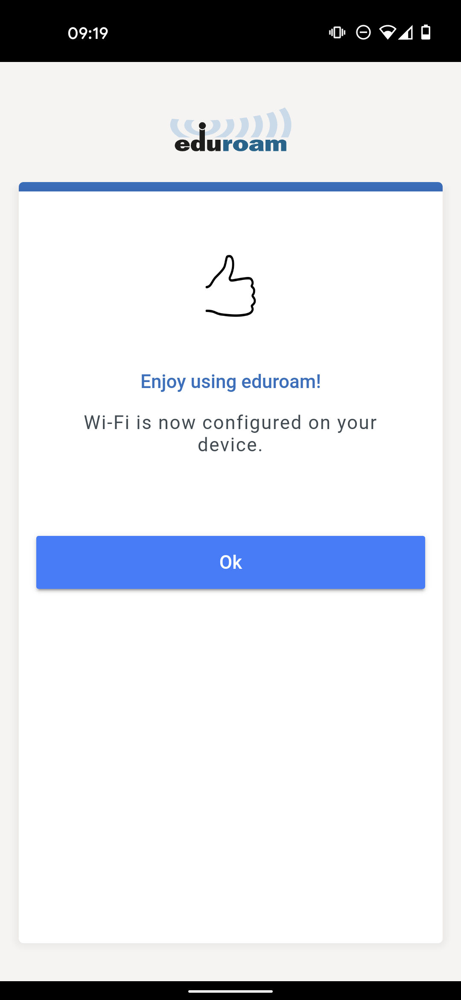 09:19
eduroam
Enjoy using eduroam!
Wi-Fi is now configured on your
device.
Ok